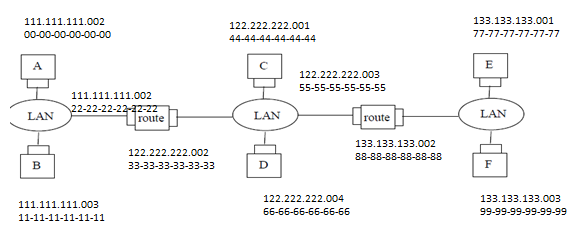 111.111.111.002
00-00-00-00-00-00
122.222.222.001
44-44-44-44-44-44
133.133.133.001
77-77-77-77-77-77
A
C
E
111.111.111.002
22-22-22-22-22-22
122.222.222.003
55-55-55-55-55-55
LAN
route
LAN
route
LAN
122.222.222.002
33-33-33-33-33-33
133.133.133.002
88-88-88-88-88-88
B
D
F
111.111.111.003
11-11-11-11-11-11
122.222.222.004
66-66-66-66-66-66
133.133.133.003
99-99-99-99-99-99